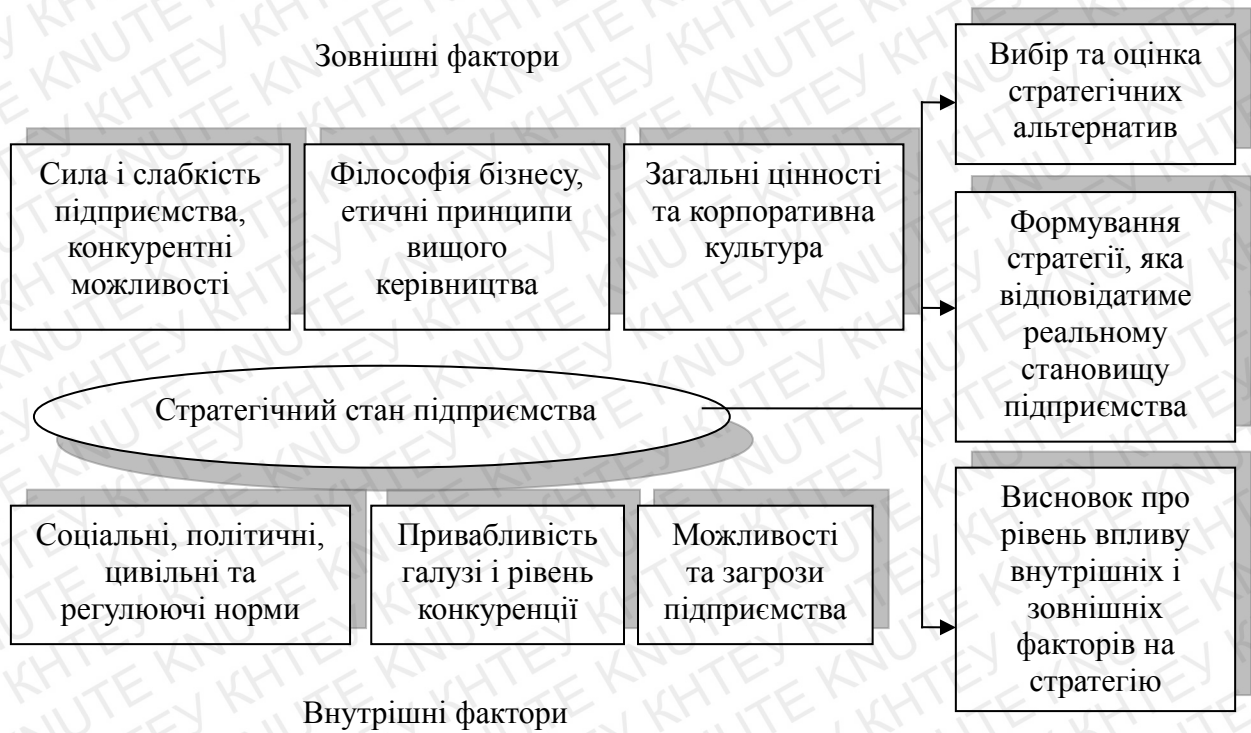 Зовнішні фактори
Сила і слабкість
підприємства,
конкурентні
можливості
Філософія бізнесу,
етичні принципи
вищого
керівництва
Загальні цінності
та корпоративна
культура
Стратегічний стан підприємства
Соціальні, політичні,
цивільні та
регулюючі норми
Привабливість
галузі і рівень
конкуренції
Можливості
та загрози
підприємства
Внутрішні фактори
Вибір та оцінка
стратегічних
альтернатив
Формування
стратегії, яка
відповідатиме
реальному
становищу
підприємства
Висновок про
рівень впливу
внутрішніх і
зовнішніх
факторів на
стратегію